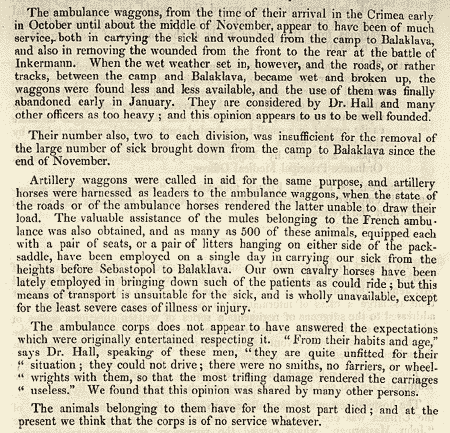 The ambulance waggons, from the time of their arrival in the Crimea early
in October until about the middle of November, appear to have been of much
service, both in carrying the sick and wounded from the camp to Balaklava,
and also in removing the wounded from the front to the rear at the battle of
Inkermann. When the wet weather set in, however, and the roads, or rather
tracks, between the camp and Balaklava, became wet and broken up, the
waggons were found less and less available, and the use of them was finally
abandoned early in January. They are considered by Dr. Hall and many
other officers as too heavy; and this opinion appears to us to be well founded.
Their number also, two to each division, was insufficient for the removal of
the large number of sick brought down from the camp to Balaklava since the
end of November.
Artillery waggons were called in aid for the same purpose, and artillery
horses were harnessed as leaders to the ambulance waggons, when the state of
the roads or of the ambulance horses rendered the latter unable to draw their
load. The valuable assistance of the mules belonging to the French ambu-
lance was also obtained, and as many as 500 of these animals, equipped each
with a pair of seats, or a pair of litters hanging on either side of the pack-
saddle, have been employed on a single day in carrying our sick from the
heights before Sebastopol to Balaklava. Our own cavalry horses have been
lately employed in bringing down such of the patients as could ride; but this
means of transport is unsuitable for the sick, and is wholly unavailable, except
for the least severe cases of illness or injury.
The ambulance corps does not appear to have answered the expectations
which were originally entertained respecting it. "From their habits and age,"
says Dr. Hall, speaking of these men, "they are quite unfitted for their
" situation; they could not drive; there were no smiths, no farriers, or wheel-
" wrights with them, so that the most trifling damage rendered the carriages
" useless." We found that this opinion was shared by many other persons.
The animals belonging to them have for the most part died; and at the
present we think that the corps is of no service whatever.